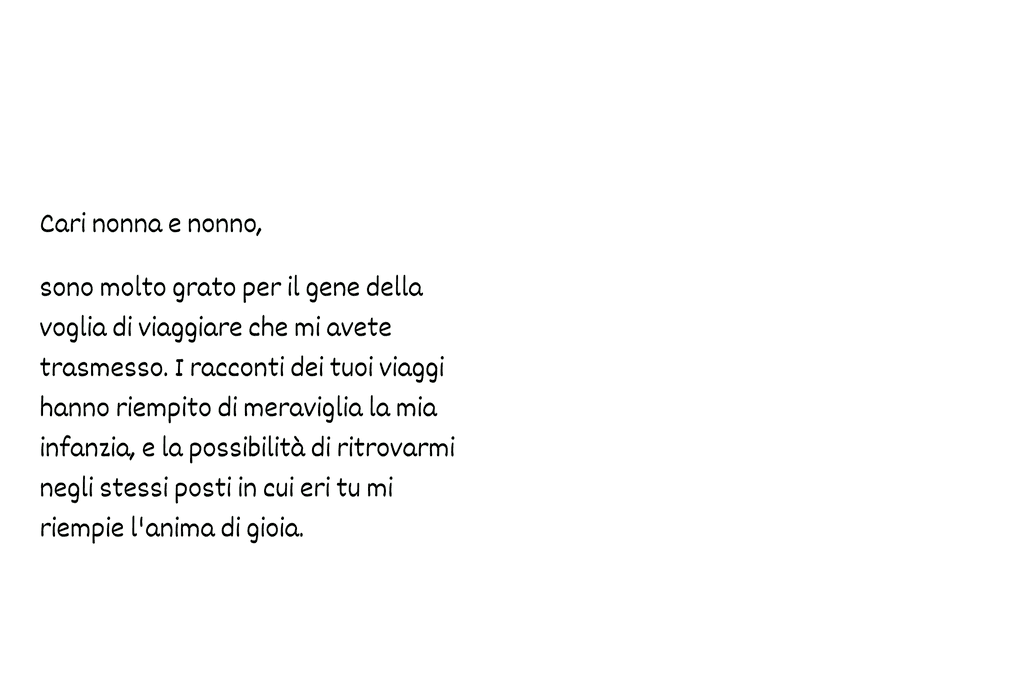 Cari nonna e nonno,
sono molto grato per il gene della
voglia di viaggiare che mi avete
trasmesso. I racconti dei tuoi viaggi
hanno riempito di meraviglia la mia
infanzia, e la possibilità di ritrovarmi
negli stessi posti in cui eri tu mi
riempie l'anima di gioia.